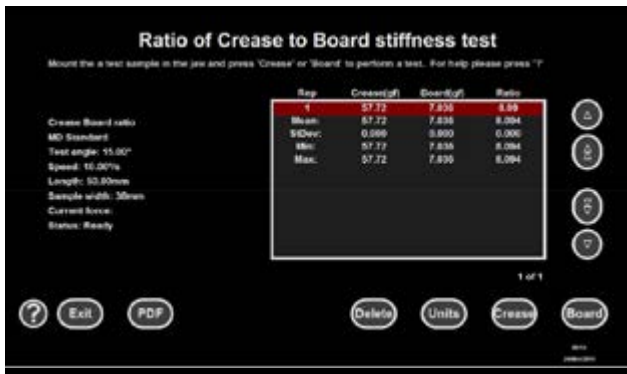 Ratio of Crease to Board stiffness test
Mount the a test sample in the jaw and press 'Crease' or 'Board' to perform a test. For help please press '?'
Rep Crease(gf) Board(gf) Ratio
1 57.72 7.036 8.09
Mean: 57.72 7.036 8.094
StDev: 0.000 0.000 0.000
Min: 57.72 7.036 8.094
Max: 57.72 7.036 8.094
Crease Board ratio
MD Standard
Test angle: 15.00°
Speed: 10.00°/s
Length: 50.00mm
Sample width: 38mm
Current force:
Status: Ready
1 of 1
? Exit PDF Delete Units Crease Board